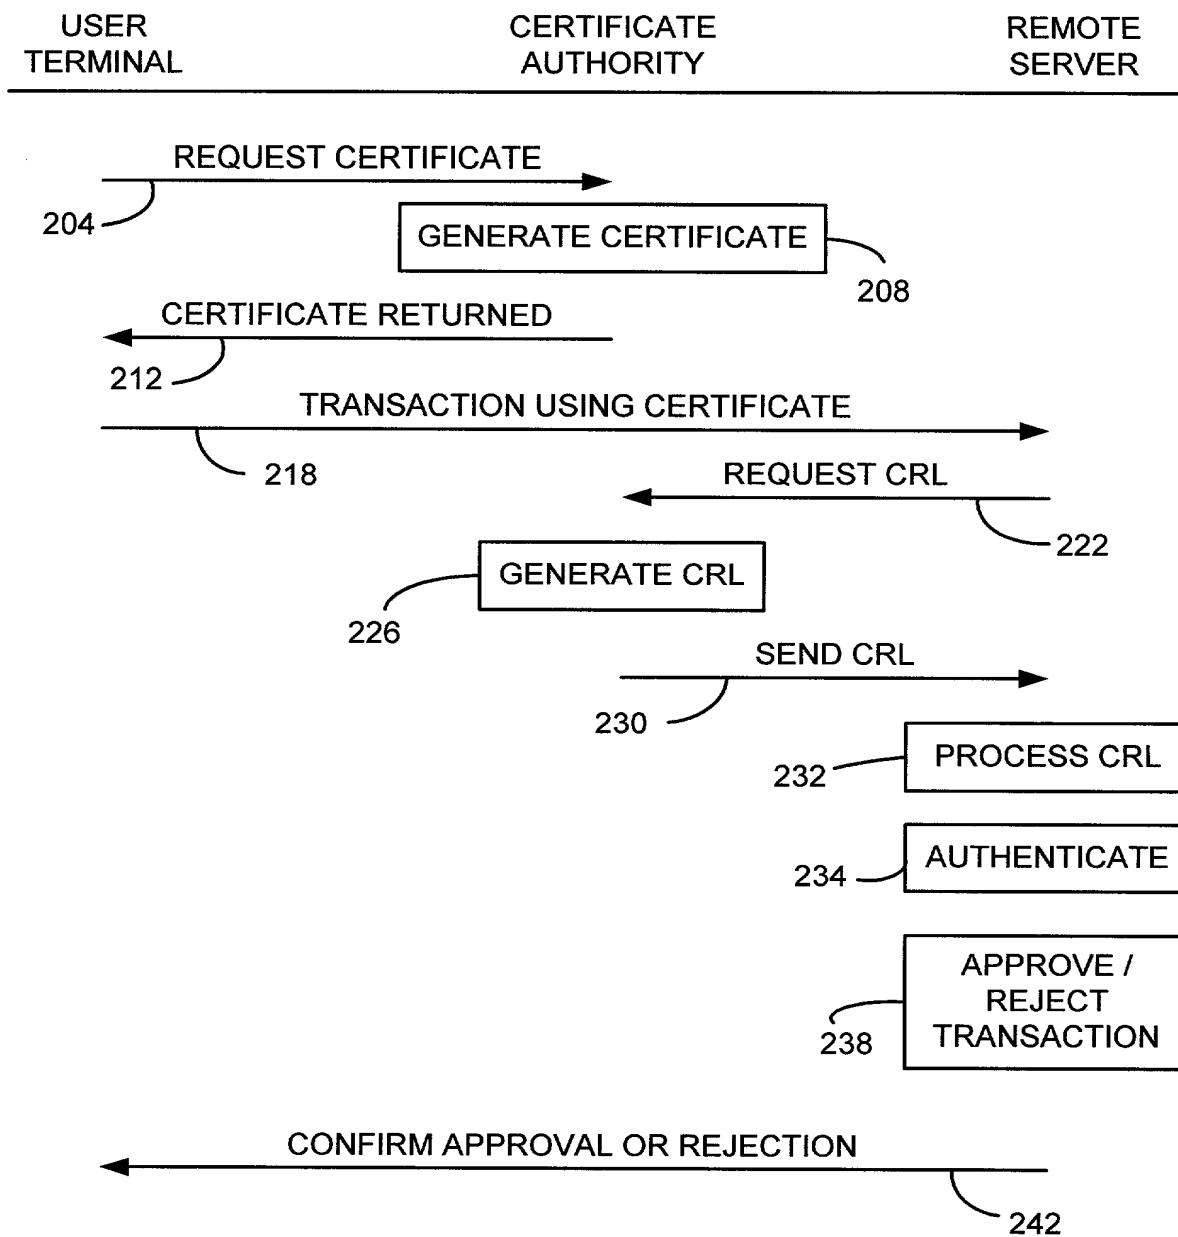 USER
TERMINAL
CERTIFICATE
AUTHORITY
REMOTE
SERVER
REQUEST CERTIFICATE
204
GENERATE CERTIFICATE
208
CERTIFICATE RETURNED
212
TRANSACTION USING CERTIFICATE
218
REQUEST CRL
222
GENERATE CRL
226
SEND CRL
230
PROCESS CRL
232
AUTHENTICATE
234
APPROVE /
REJECT
TRANSACTION
238
CONFIRM APPROVAL OR REJECTION
242